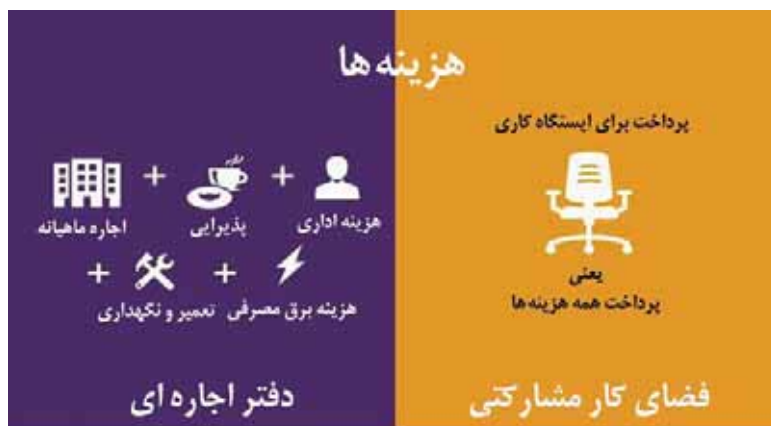 هزینه‌ها
پرداخت برای ایستگاه کاری
یعنی
پرداخت همه هزینه‌ها
فضای کار مشارکتی
هزینه اداری + پذیرایی + اجاره ماهیانه
هزینه برق مصرفی + تعمیر و نگهداری +
دفتر اجاره ای